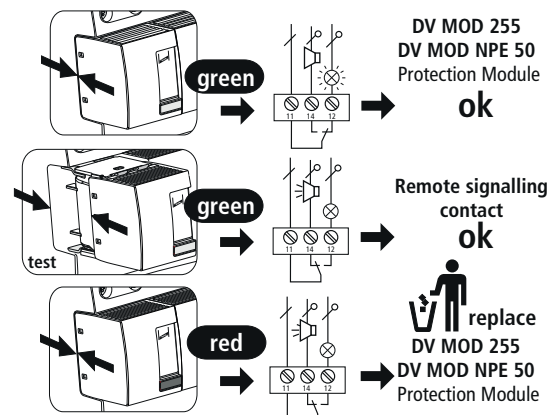 green
11 14 12
DV MOD 255
DV MOD NPE 50
Protection Module
ok
test
green
11 14 12
Remote signalling
contact
ok
red
11 14 12
replace
DV MOD 255
DV MOD NPE 50
Protection Module